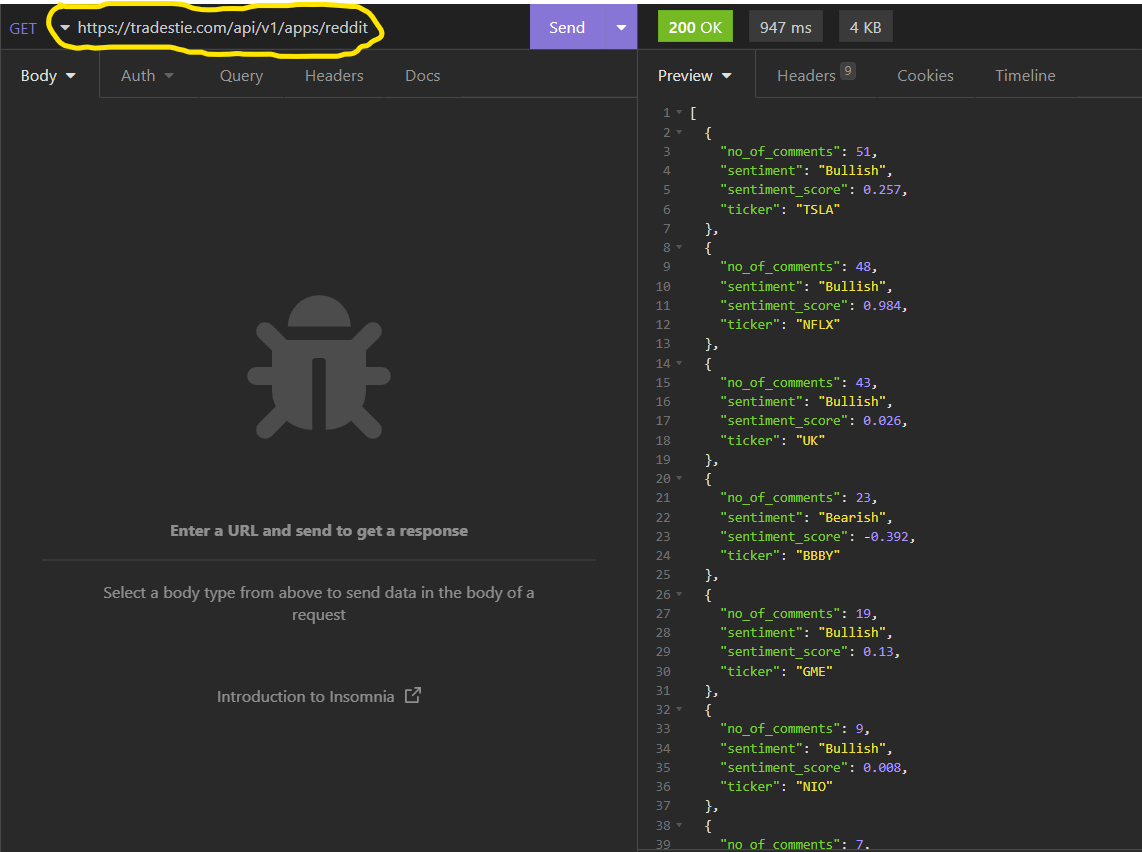 GET https://tradestie.com/api/v1/apps/reddit Send 200 OK 947 ms 4 KB
Body Auth Query Headers Docs Preview Headers 9 Cookies Timeline
1 [
2 {
3 "no_of_comments": 51,
4 "sentiment": "Bullish",
5 "sentiment_score": 0.257,
6 "ticker": "TSLA"
7 },
8 {
9 "no_of_comments": 48,
10 "sentiment": "Bullish",
11 "sentiment_score": 0.984,
12 "ticker": "NFLX"
13 },
14 {
15 "no_of_comments": 43,
16 "sentiment": "Bullish",
17 "sentiment_score": 0.026,
18 "ticker": "UK"
19 },
20 {
21 "no_of_comments": 23,
22 "sentiment": "Bearish",
23 "sentiment_score": -0.392,
24 "ticker": "BBBY"
25 },
26 {
27 "no_of_comments": 19,
28 "sentiment": "Bullish",
29 "sentiment_score": 0.13,
30 "ticker": "GME"
31 },
32 {
33 "no_of_comments": 9,
34 "sentiment": "Bullish",
35 "sentiment_score": 0.008,
36 "ticker": "NIO"
37 },
38 {
39 "no_of_comments": 7,
Enter a URL and send to get a response
Select a body type from above to send data in the body of a
request
Introduction to Insomnia